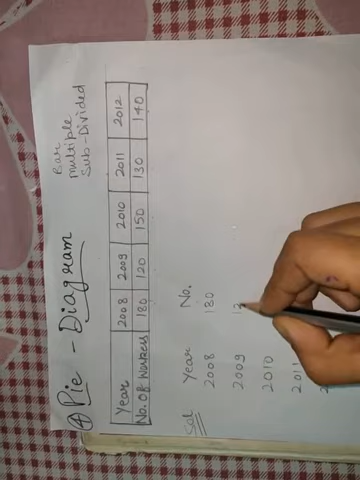 ④ Pie - Diagram
Bar
Multiple
Sub-Divided
Year 2008 2009 2010 2011 2012
No. Of 180 120 150 130 140
Sol Year No.
2008 180
2009 12
2010
2011